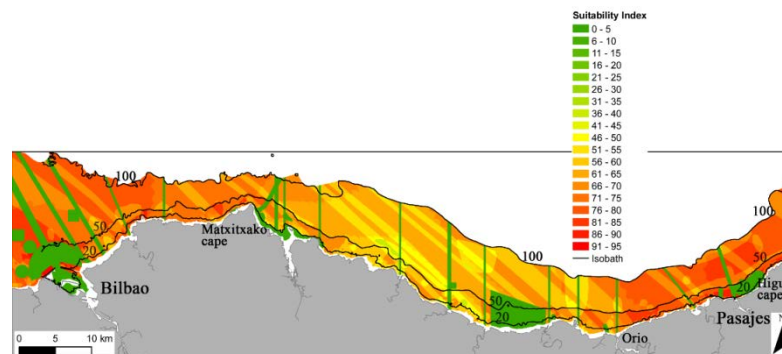 Suitability Index
0 - 5
6 - 10
11 - 15
16 - 20
21 - 25
26 - 30
31 - 35
36 - 40
41 - 45
46 - 50
51 - 55
56 - 60
61 - 65
66 - 70
71 - 75
76 - 80
81 - 85
86 - 90
91 - 95
Isobath
100
50
20
Matxitxako
cape
Bilbao
100
50
20
100
50
20
Higu
cape
Pasajes
Orio
N
0 5 10 km